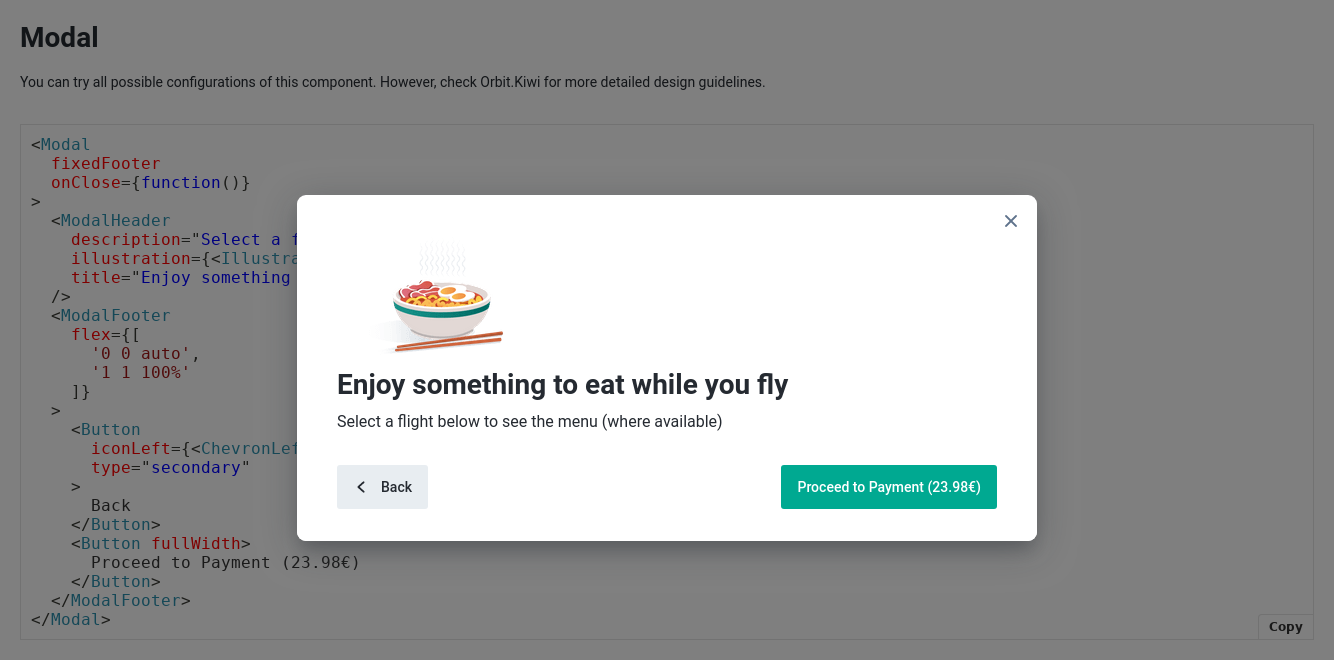 Modal
You can try all possible configurations of this component. However, check Orbit.Kiwi for more detailed design guidelines.
<Modal
fixedFooter
onClose={function()}
>
<ModalHeader
description="Select a
illustration={<Illustra
title="Enjoy something
/>
<ModalFooter
flex={[
'0 0 auto',
'1 1 100%'
]}
>
<Button
iconLeft={<ChevronLef
type="secondary"
>
Back
</Button>
<Button fullWidth>
Proceed to Payment (23.98€)
</Button>
</ModalFooter>
</Modal>
Copy
Enjoy something to eat while you fly
Select a flight below to see the menu (where available)
Back
Proceed to Payment (23.98€)